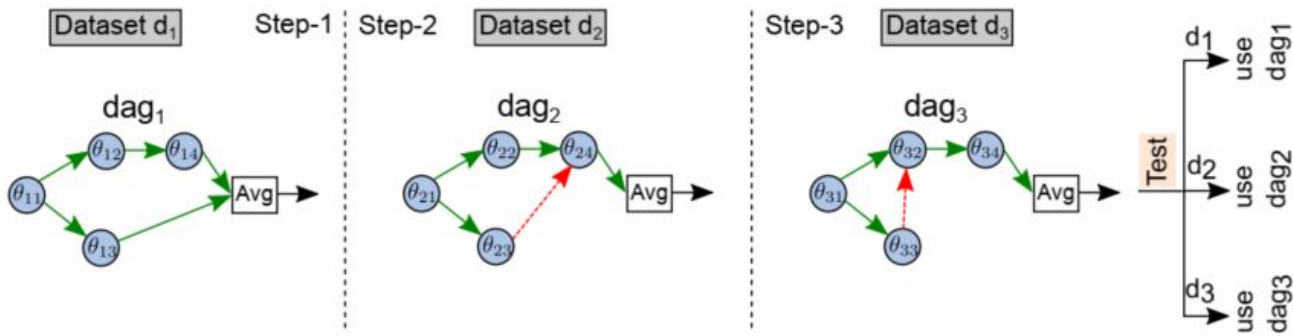 Dataset d₁
Step-1
dag₁
θ₁₁
θ₁₂
θ₁₄
θ₁₃
Avg
Step-2
Dataset d₂
dag₂
θ₂₁
θ₂₂
θ₂₄
θ₂₃
Avg
Step-3
Dataset d₃
dag₃
θ₃₁
θ₃₂
θ₃₄
θ₃₃
Avg
Test
d1
use
dag1
d2
use
dag2
d3
use
dag3